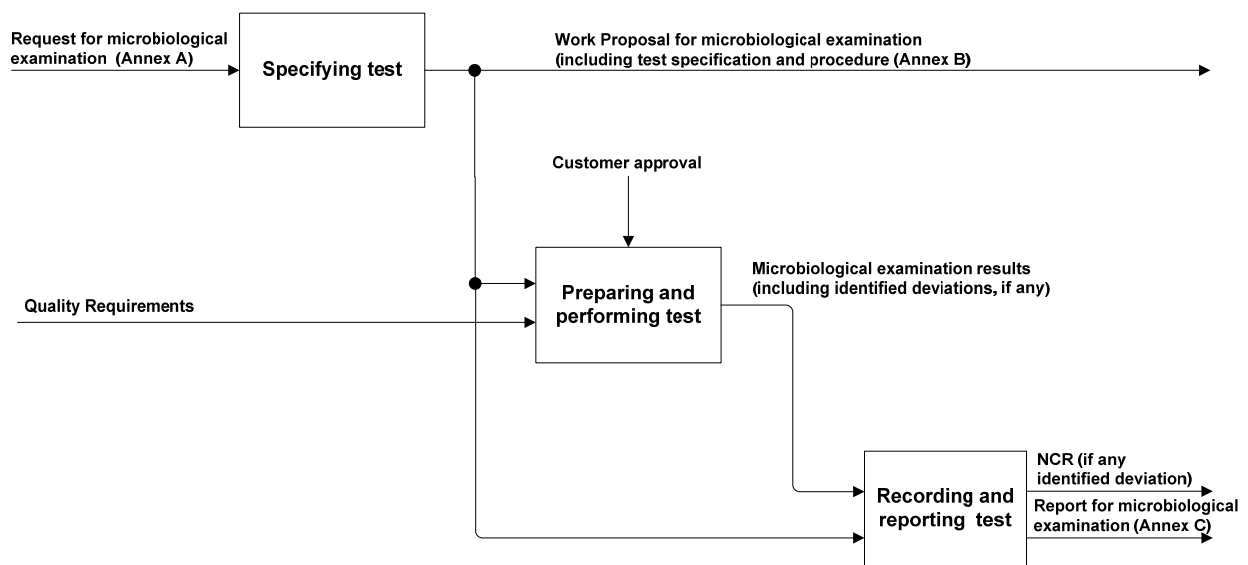 Request for microbiological
examination (Annex A)
Specifying test
Work Proposal for microbiological examination
(including test specification and procedure (Annex B)
Customer approval
Quality Requirements
Preparing and
performing test
Microbiological examination results
(including identified deviations, if any)
Recording and
reporting test
NCR (if any
identified deviation)
Report for microbiological
examination (Annex C)